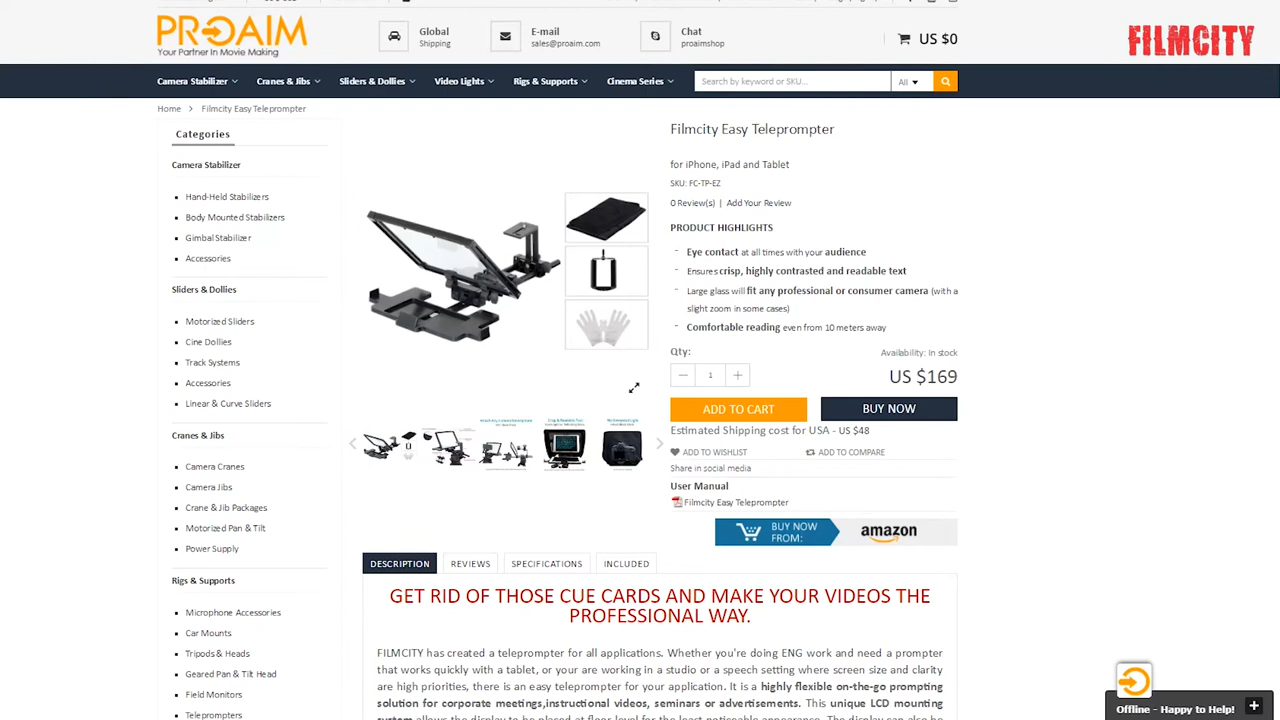 PROAIM
Your Partner In Movie Making
Global
Shipping
E-mail
sales@proaim.com
Chat
proaimshop
US $0
FILMCITY
Camera Stabilizer
Cranes & Jibs
Sliders & Dollies
Video Lights
Rigs & Supports
Cinema Series
Search by keyword or SKU...
All
Home > Filmcity Easy Teleprompter
Categories
Camera Stabilizer
Hand-Held Stabilizers
Body Mounted Stabilizers
Gimbal Stabilizer
Accessories
Sliders & Dollies
Motorized Sliders
Cine Dollies
Track Systems
Accessories
Linear & Curve Sliders
Cranes & Jibs
Camera Cranes
Camera Jibs
Crane & Jib Packages
Motorized Pan & Tilt
Power Supply
Rigs & Supports
Microphone Accessories
Car Mounts
Tripods & Heads
Geared Pan & Tilt Head
Field Monitors
Teleprompters
Filmcity Easy Teleprompter
for iPhone, iPad and Tablet
SKU: FC-TP-EZ
0 Review(s) | Add Your Review
PRODUCT HIGHLIGHTS
- Eye contact at all times with your audience
- Ensures crisp, highly contrasted and readable text
- Large glass will fit any professional or consumer camera (with a
slight zoom in some cases)
- Comfortable reading even from 10 meters away
Qty:
Availability: In stock
1
US $169
ADD TO CART
BUY NOW
Estimated Shipping cost for USA - US $48
ADD TO WISHLIST
ADD TO COMPARE
Share in social media
User Manual
Filmcity Easy Teleprompter
BUY NOW
FROM:
amazon
DESCRIPTION
REVIEWS
SPECIFICATIONS
INCLUDED
GET RID OF THOSE CUE CARDS AND MAKE YOUR VIDEOS THE
PROFESSIONAL WAY.
FILMCITY has created a teleprompter for all applications. Whether you're doing ENG work and need a prompter
that works quickly with a tablet, or your are working in a studio or a speech setting where screen size and clarity
are high priorities, there is an easy teleprompter for your application. It is a highly flexible on-the-go prompting
solution for corporate meetings,instructional videos, seminars or advertisements. This unique LCD mounting
system allows the display to be placed at floor level for the least noticeable appearance. The display can also be
Offline - Happy to Help!